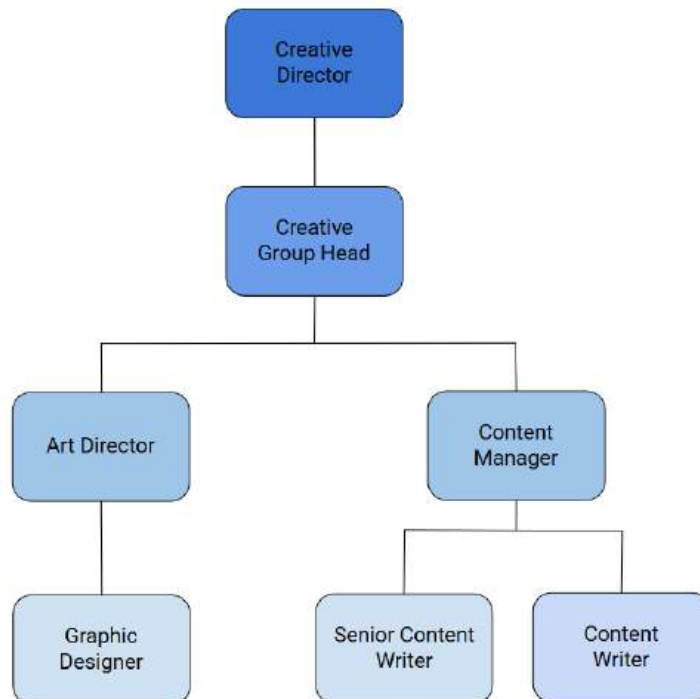 Creative
Director
Creative
Group Head
Art Director
Content
Manager
Graphic
Designer
Senior Content
Writer
Content
Writer